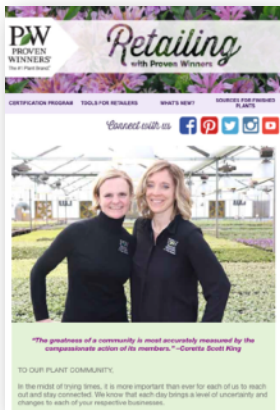 PW
PROVEN
WINNERS®
The #1 Plant Brand®
Retailing
with Proven Winners
CERTIFICATION PROGRAM
TOOLS FOR RETAILERS
WHAT'S NEW?
SOURCES FOR FINISHED
PLANTS
Connect with us
"The greatness of a community is most accurately measured by the
compassionate action of its members." ~Coretta Scott King
TO OUR PLANT COMMUNITY,
In the midst of trying times, it is more important than ever for each of us to reach
out and stay connected. We know that each day brings a level of uncertainty and
changes to each of your respective businesses.